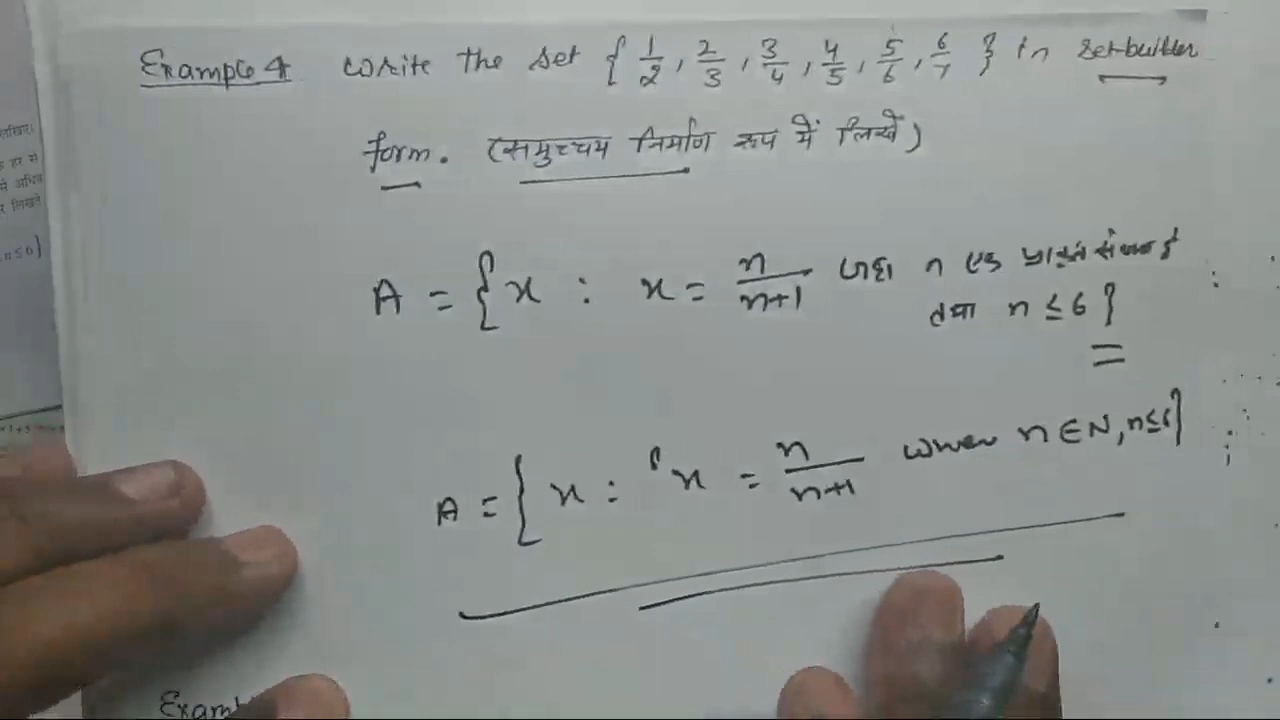 Example 4 Write the set { 1/2, 2/3, 3/4, 4/5, 5/6, 6/7 } in set-builder
form. (समुच्चय निर्माण रूप में लिखें)
A = { x : x = n/n+1 जहाँ n एक प्राकृत संख्या है
तथा n ≤ 6 }
A = { x : x = n/n+1 where n ∈ N, n ≤ 6 }
Exam